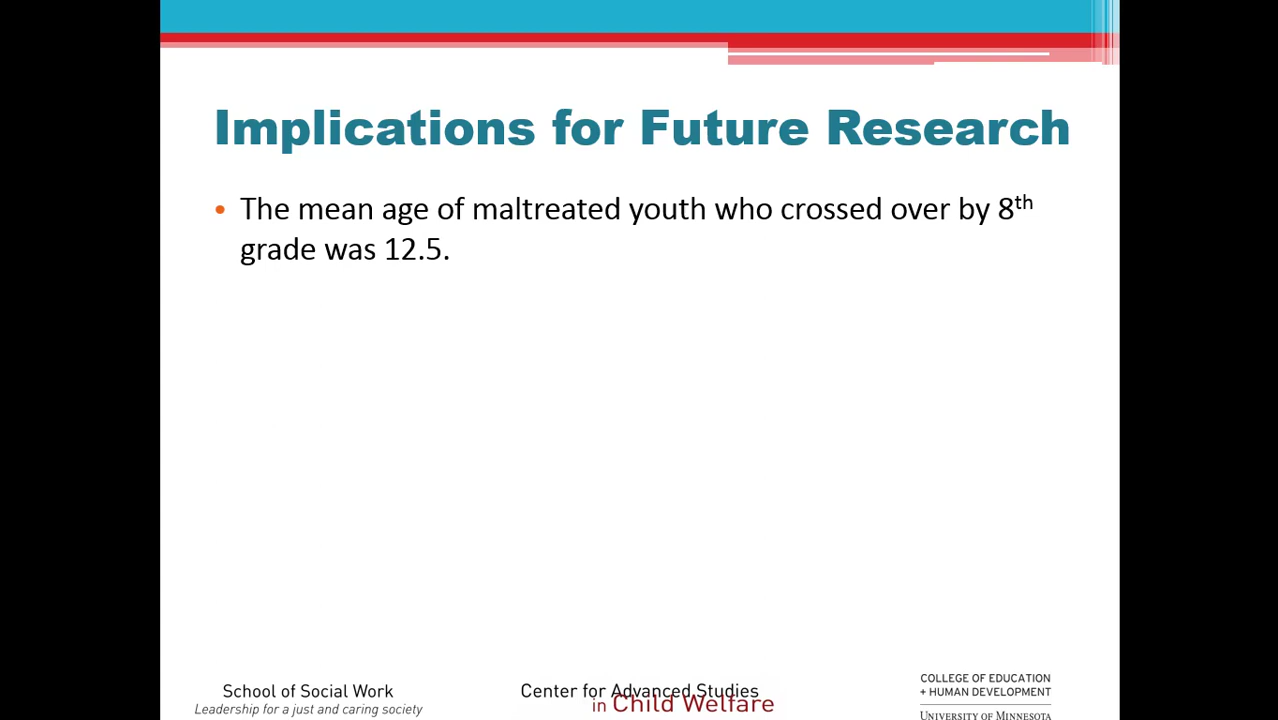 Implications for Future Research
• The mean age of maltreated youth who crossed over by 8th
grade was 12.5.
School of Social Work
Leadership for a just and caring society
Center for Advanced Studies
in Child Welfare
COLLEGE OF EDUCATION
+ HUMAN DEVELOPMENT
UNIVERSITY OF MINNESOTA